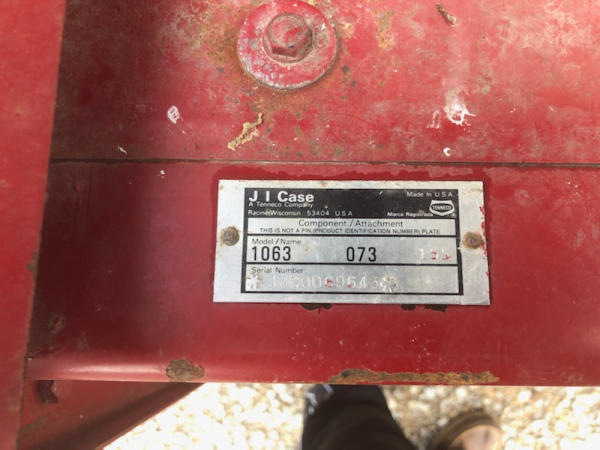 J I Case
Made In U S A
A Tenneco Company
Racine Wisconsin 53404 U.S.A.
Marca Registrada
TENNECO
Component / Attachment
THIS IS NOT A PIN (PRODUCT IDENTIFICATION NUMBER) PLATE
Model / Name
1063 073
Serial Number